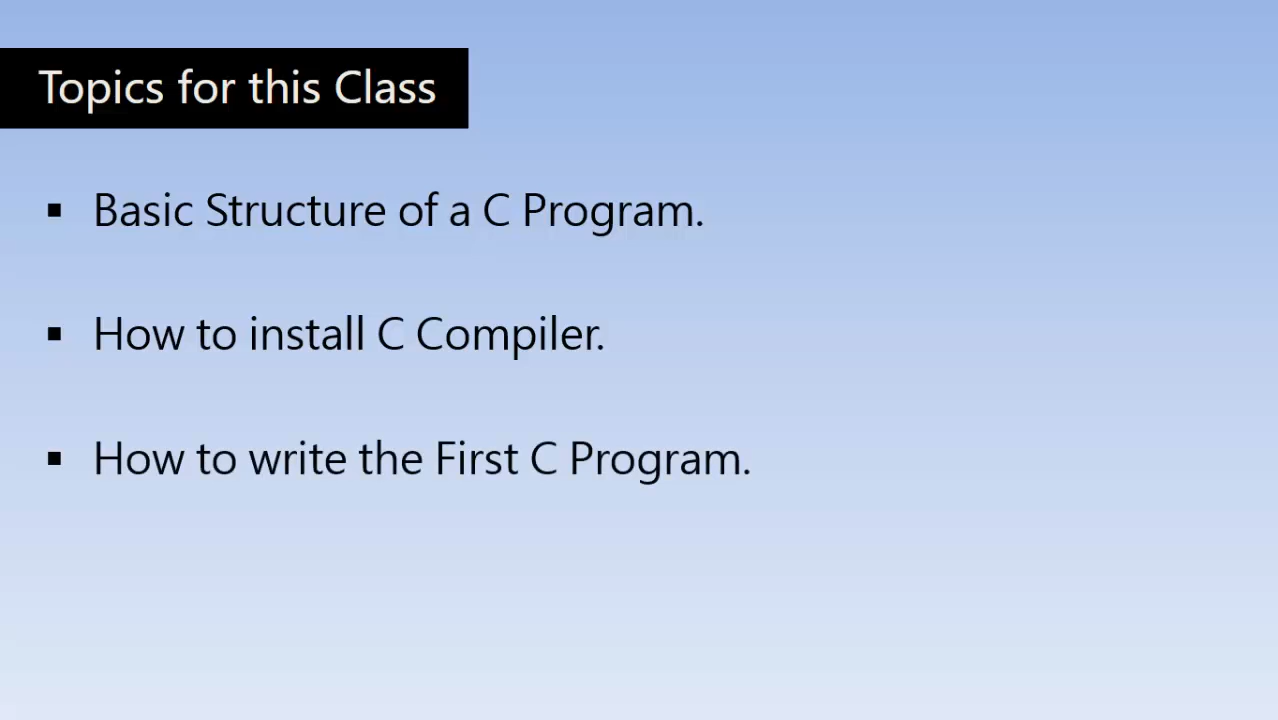 Topics for this Class
▪ Basic Structure of a C Program.
▪ How to install C Compiler.
▪ How to write the First C Program.